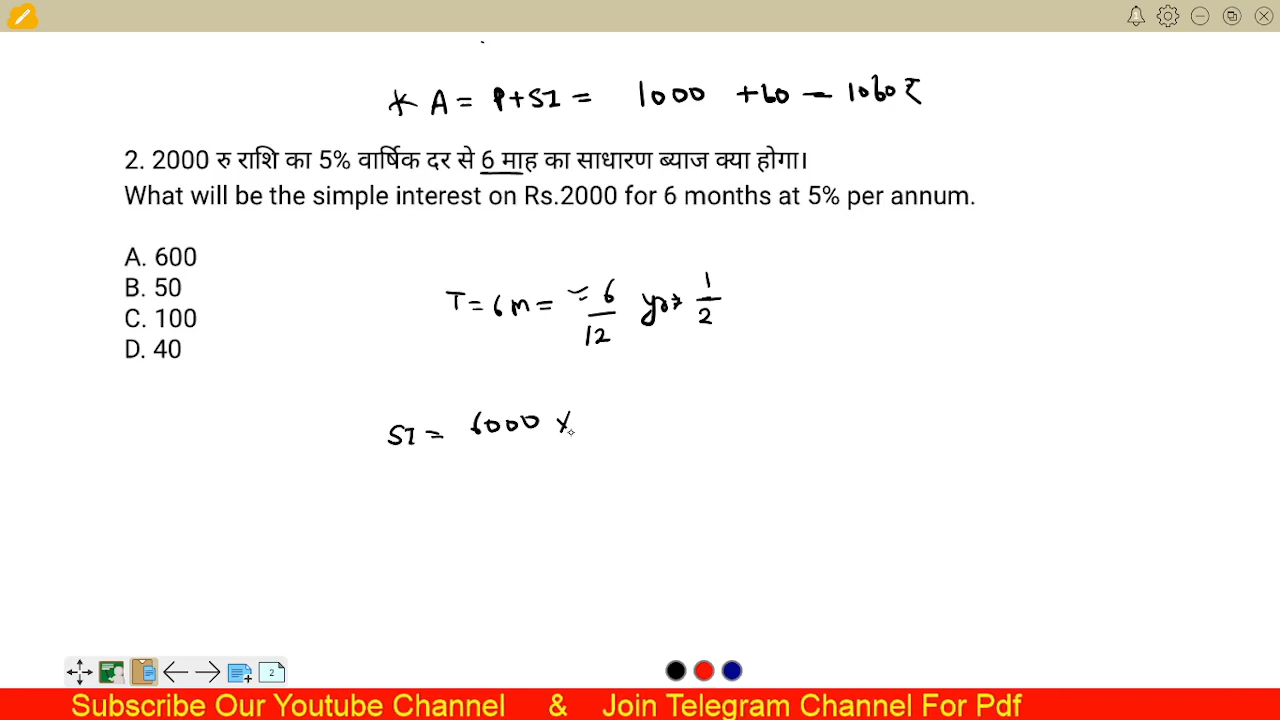 * A = P+SI = 1000 +60 = 1060 ₹
2. 2000 रु राशि का 5% वार्षिक दर से 6 माह का साधारण ब्याज क्या होगा।
What will be the simple interest on Rs.2000 for 6 months at 5% per annum.
A. 600
B. 50
C. 100
D. 40
T = 6 m = = 6/12 yr 1/2
SI = 6000 X
2
Subscribe Our Youtube Channel & Join Telegram Channel For Pdf